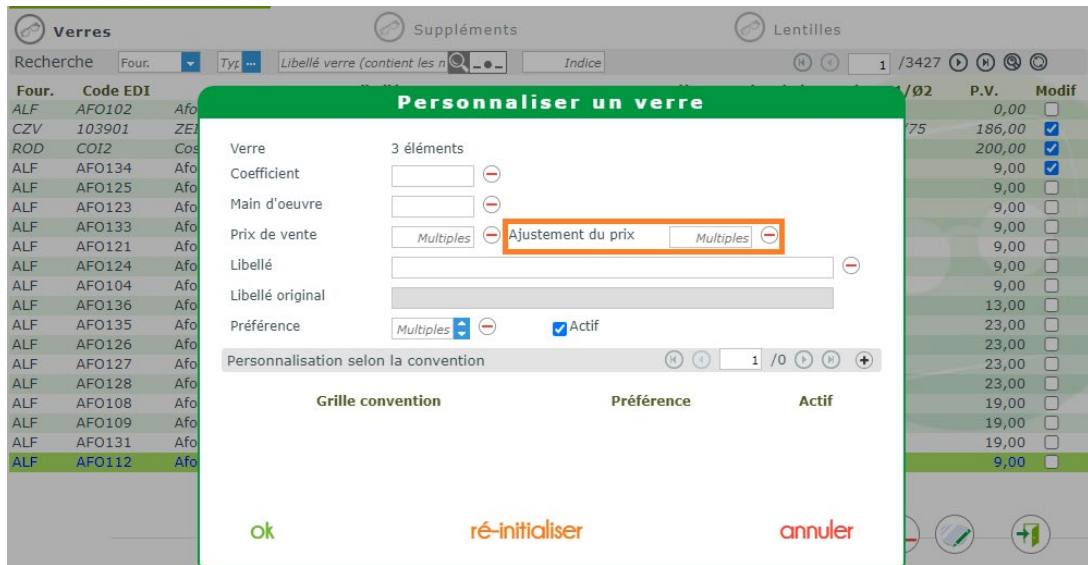 Verres Suppléments Lentilles
Recherche Four. Typ ... Libellé verre (contient les n Indice 1 /3427
Four. Code EDI 1/Ø2 P.V. Modif
Personnaliser un verre
ALF AFO102 Afo 0,00
CZV 103901 ZEI /75 186,00
ROD COI2 Cos 200,00
ALF AFO134 Afo 9,00
ALF AFO125 Afo 9,00
ALF AFO123 Afo 9,00
ALF AFO133 Afo 9,00
ALF AFO121 Afo 9,00
ALF AFO124 Afo 9,00
ALF AFO104 Afo 9,00
ALF AFO136 Afo 13,00
ALF AFO135 Afo 23,00
ALF AFO126 Afo 23,00
ALF AFO127 Afo 23,00
ALF AFO128 Afo 23,00
ALF AFO108 Afo 19,00
ALF AFO109 Afo 19,00
ALF AFO131 Afo 19,00
ALF AFO112 Afo 9,00
Verre 3 éléments
Coefficient
Main d'oeuvre
Prix de vente Multiples Ajustement du prix Multiples
Libellé
Libellé original
Préférence Multiples Actif
Personnalisation selon la convention 1 /0
Grille convention Préférence Actif
ok ré-initialiser annuler